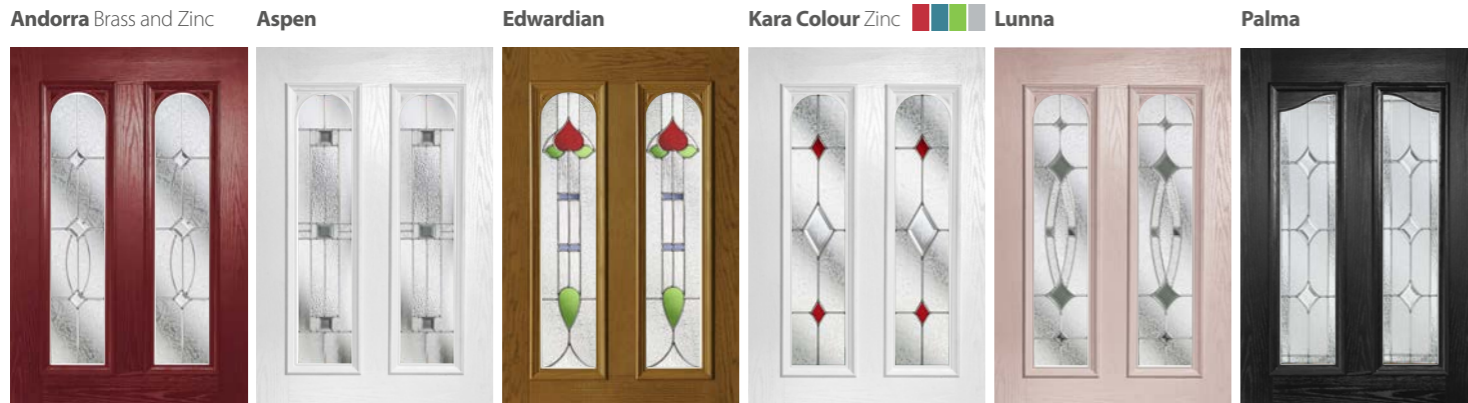 Andorra Brass and Zinc
Aspen
Edwardian
Kara Colour Zinc
Lunna
Palma